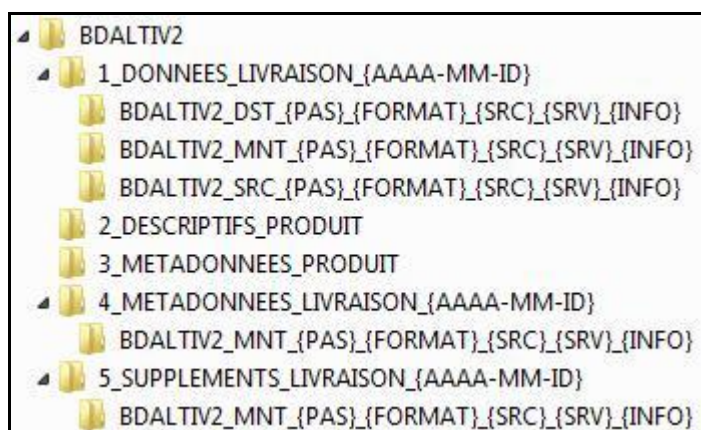 BDALTIV2
1_DONNEES_LIVRAISON_{AAAA-MM-ID}
BDALTIV2_DST_{PAS}_{FORMAT}_{SRC}_{SRV}_{INFO}
BDALTIV2_MNT_{PAS}_{FORMAT}_{SRC}_{SRV}_{INFO}
BDALTIV2_SRC_{PAS}_{FORMAT}_{SRC}_{SRV}_{INFO}
2_DESCRIPTIFS_PRODUIT
3_METADONNEES_PRODUIT
4_METADONNEES_LIVRAISON_{AAAA-MM-ID}
BDALTIV2_MNT_{PAS}_{FORMAT}_{SRC}_{SRV}_{INFO}
5_SUPPLEMENTS_LIVRAISON_{AAAA-MM-ID}
BDALTIV2_MNT_{PAS}_{FORMAT}_{SRC}_{SRV}_{INFO}